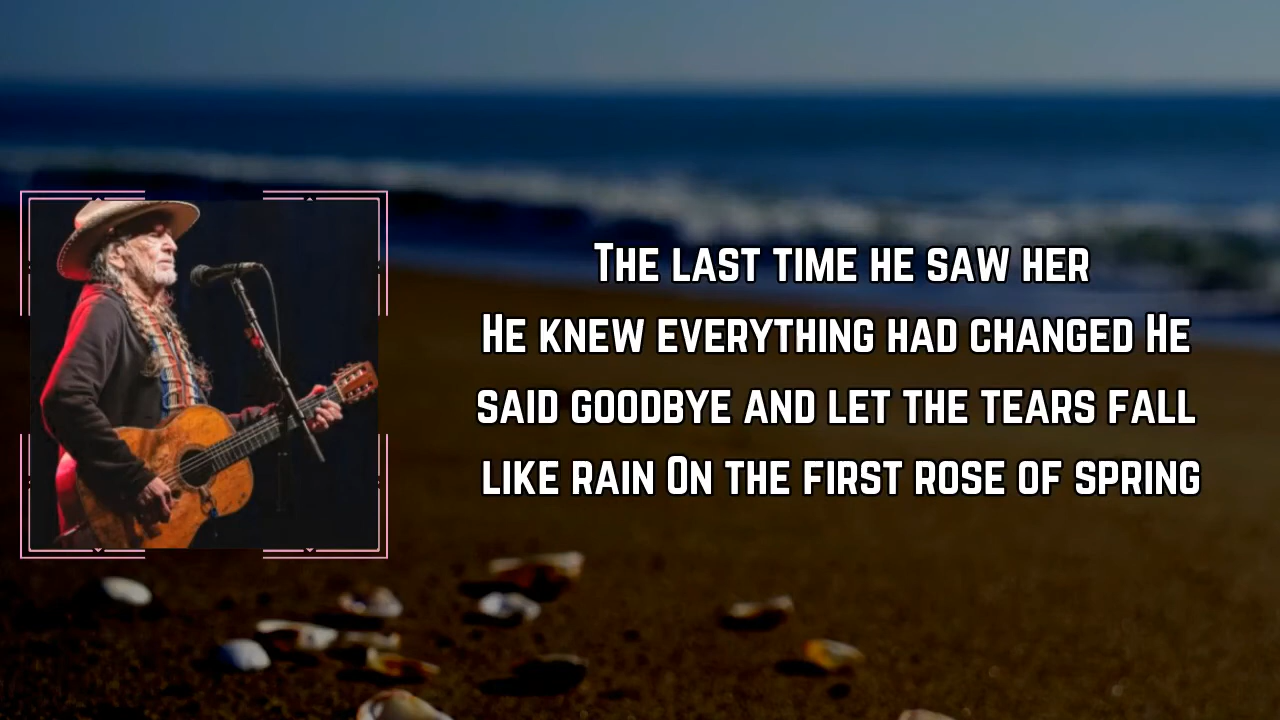 The last time he saw her
He knew everything had changed He
said goodbye and let the tears fall
like rain On the first rose of spring